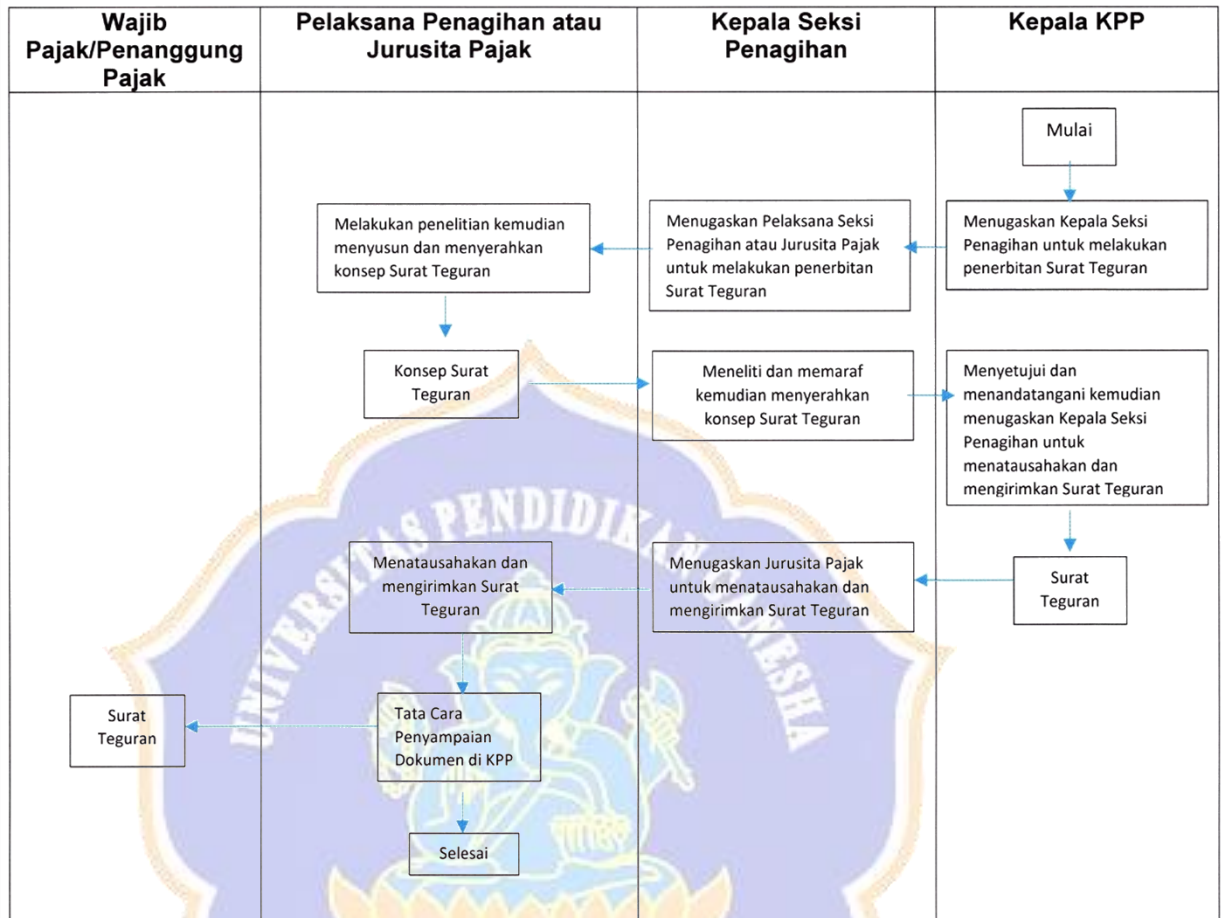 Wajib
Pajak/Penanggung
Pajak
Pelaksana Penagihan atau
Jurusita Pajak
Kepala Seksi
Penagihan
Kepala KPP
Mulai
Melakukan penelitian kemudian
menyusun dan menyerahkan
konsep Surat Teguran
Menugaskan Pelaksana Seksi
Penagihan atau Jurusita Pajak
untuk melakukan penerbitan
Surat Teguran
Menugaskan Kepala Seksi
Penagihan untuk melakukan
penerbitan Surat Teguran
Konsep Surat
Teguran
Meneliti dan memaraf
kemudian menyerahkan
konsep Surat Teguran
Menyetujui dan
menandatangani kemudian
menugaskan Kepala Seksi
Penagihan untuk
menatausahakan dan
mengirimkan Surat Teguran
UNIVERSITAS PENDIDIKAN GANESHA
Menatausahakan dan
mengirimkan Surat
Teguran
Menugaskan Jurusita Pajak
untuk menatausahakan dan
mengirimkan Surat Teguran
Surat
Teguran
Surat
Teguran
Tata Cara
Penyampaian
Dokumen di KPP
Selesai